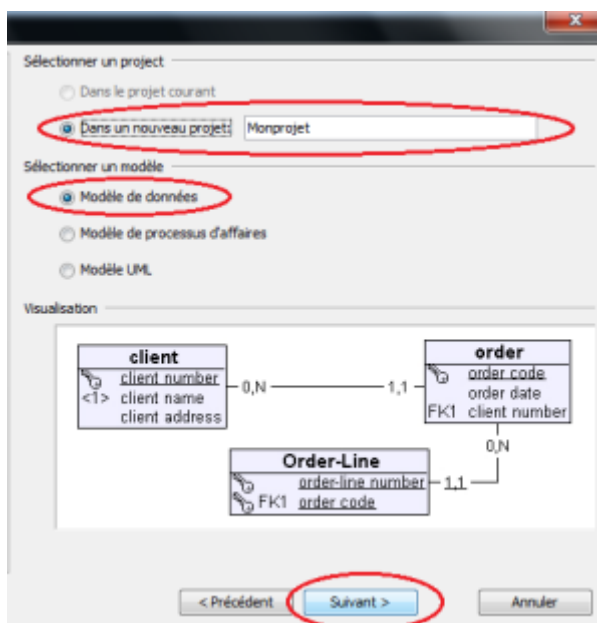 Sélectionner un project
Dans le projet courant
Dans un nouveau projet: Monprojet
Sélectionner un modèle
Modèle de données
Modèle de processus d'affaires
Modèle UML
Visualisation
client
client number
<1> client name
client address
0,N
1,1
order
order code
order date
FK1 client number
0,N
Order-Line
order-line number
1,1
FK1 order code
< Précédent
Suivant >
Annuler